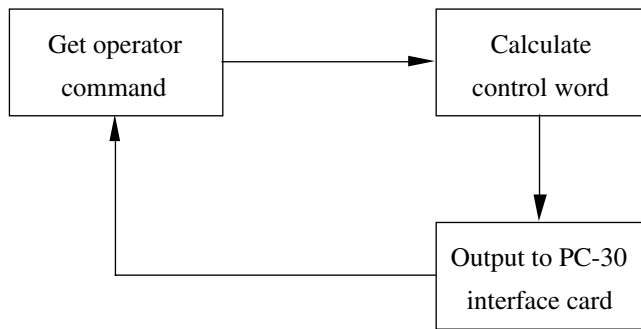 Get operator
command
Calculate
control word
Output to PC-30
interface card